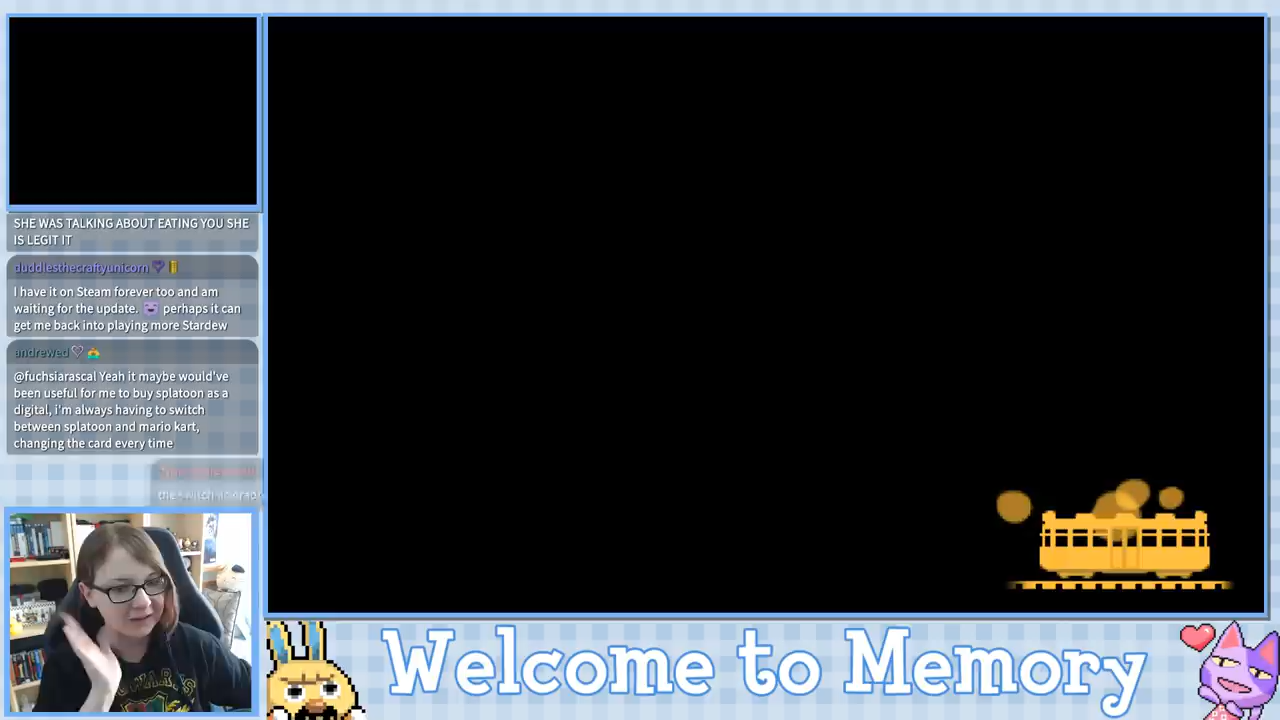 SHE WAS TALKING ABOUT EATING YOU SHE
IS LEGIT IT
duddlesthecraftyunicorn
I have it on Steam forever too and am
waiting for the update. perhaps it can
get me back into playing more Stardew
andrewed
@fuchsiarascal Yeah it maybe would've
been useful for me to buy splatoon as a
digital, i'm always having to switch
between splatoon and mario kart,
changing the card every time
the
Welcome to Memory